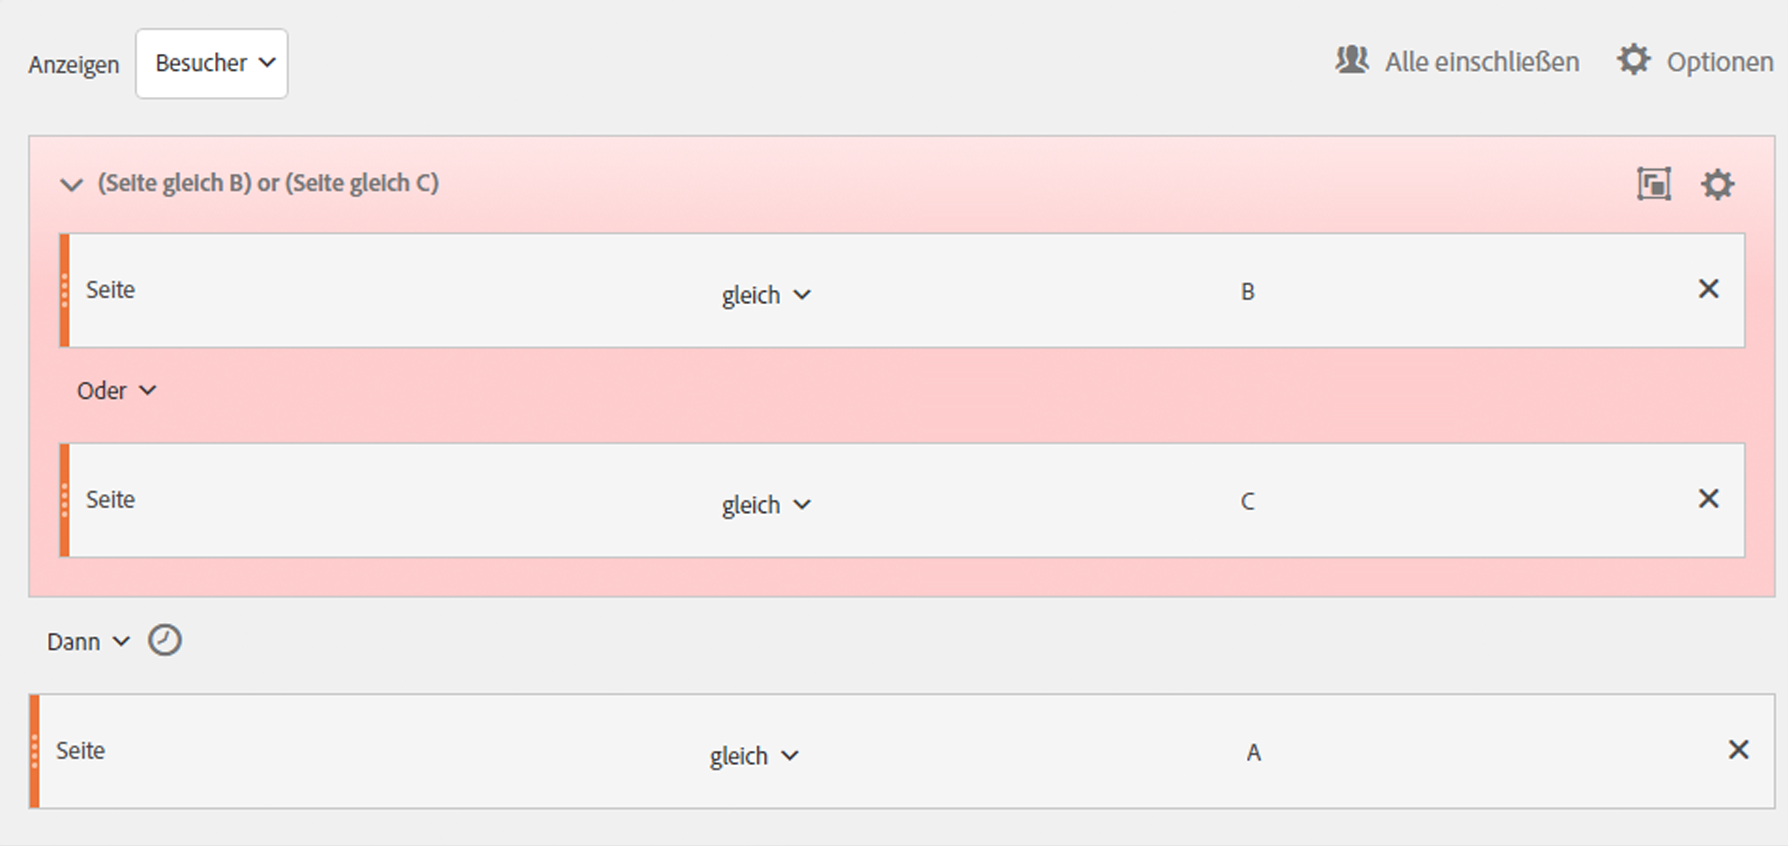 Anzeigen Besucher Alle einschließen Optionen
(Seite gleich B) or (Seite gleich C)
Seite gleich B
Oder
Seite gleich C
Dann
Seite gleich A